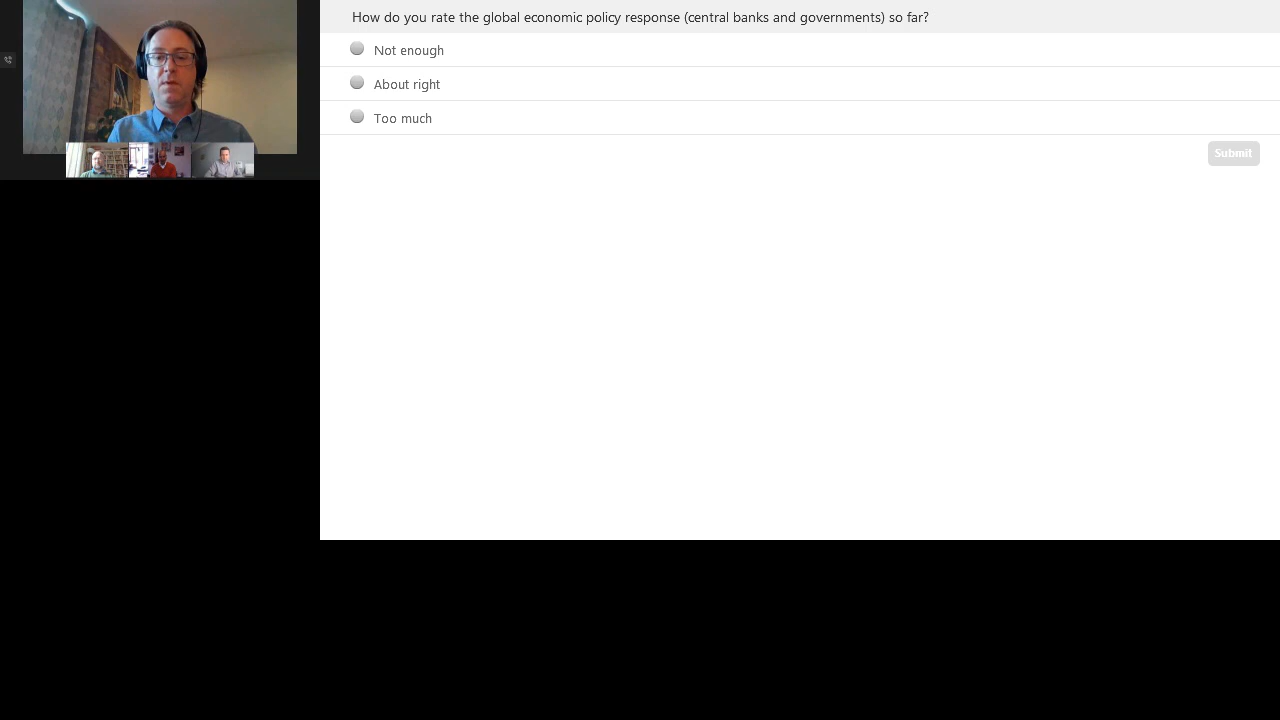 How do you rate the global economic policy response (central banks and governments) so far?
Not enough
About right
Too much
Submit